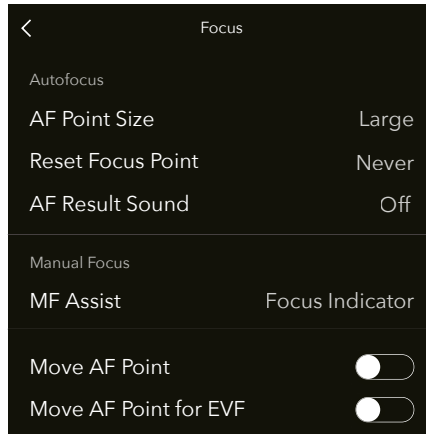 Focus
Autofocus
AF Point Size Large
Reset Focus Point Never
AF Result Sound Off
Manual Focus
MF Assist Focus Indicator
Move AF Point
Move AF Point for EVF